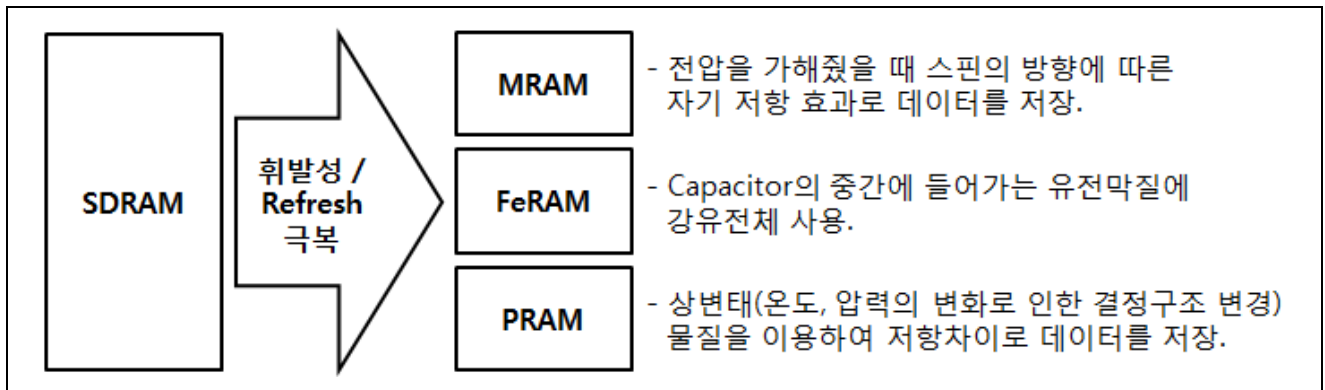 SDRAM
휘발성 /
Refresh
극복
MRAM
- 전압을 가해줬을 때 스핀의 방향에 따른
자기 저항 효과로 데이터를 저장.
FeRAM
- Capacitor의 중간에 들어가는 유전막질에
강유전체 사용.
PRAM
- 상변태(온도, 압력의 변화로 인한 결정구조 변경)
물질을 이용하여 저항차이로 데이터를 저장.